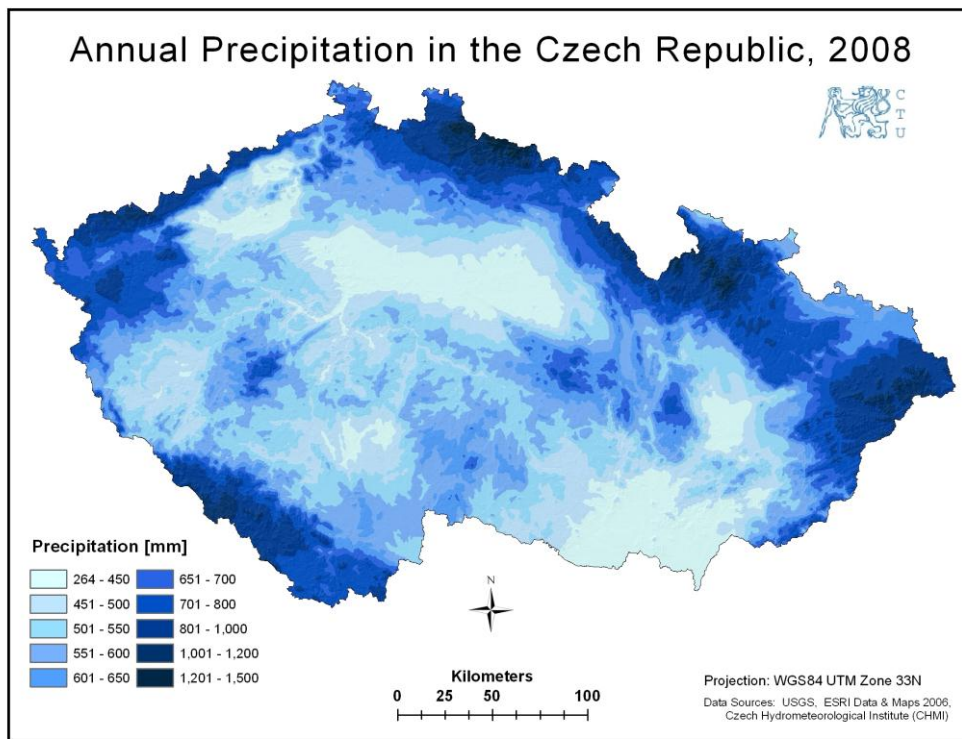 Annual Precipitation in the Czech Republic, 2008
C
T
U
Precipitation [mm]
264 - 450
451 - 500
501 - 550
551 - 600
601 - 650
651 - 700
701 - 800
801 - 1,000
1,001 - 1,200
1,201 - 1,500
N
Kilometers
0 25 50 100
Projection: WGS84 UTM Zone 33N
Data Sources: USGS, ESRI Data & Maps 2006,
Czech Hydrometeorological Institute (CHMI)